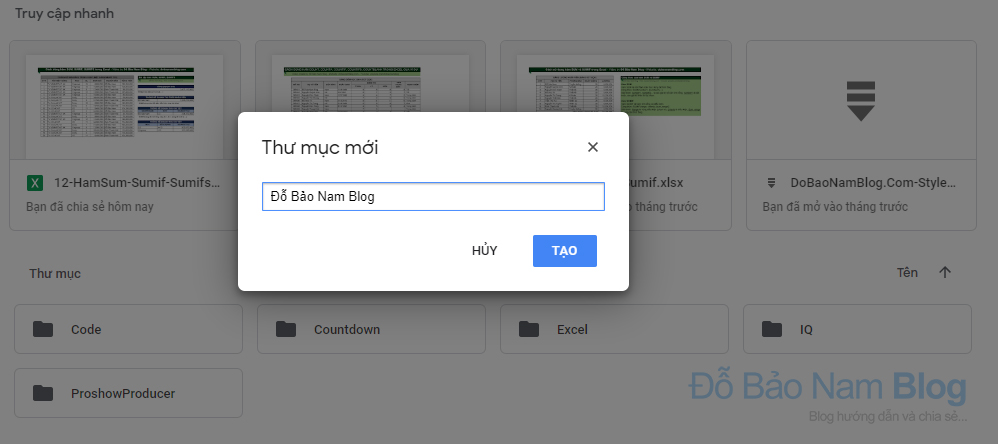 Truy cập nhanh
12-HamSum-Sumif-Sumifs...
Bạn đã chia sẻ hôm nay
Sumif.xlsx
tháng trước
DoBaoNamBlog.Com-Style...
Bạn đã mở vào tháng trước
Thư mục mới
Đỗ Bảo Nam Blog
HỦY
TẠO
Thư mục
Tên
Code
Countdown
Excel
IQ
ProshowProducer
Đỗ Bảo Nam Blog
Blog hướng dẫn và chia sẻ...